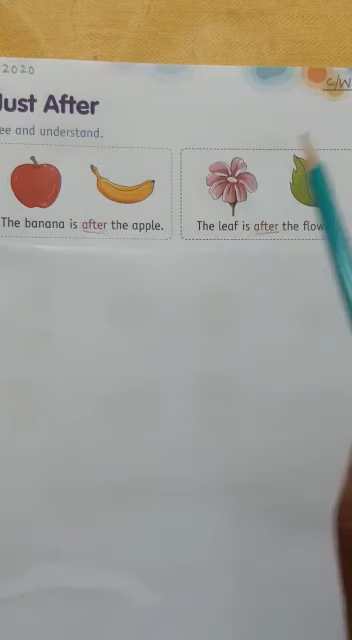 2020
C/W
Just After
ee and understand.
The banana is after the apple.
The leaf is after the flow